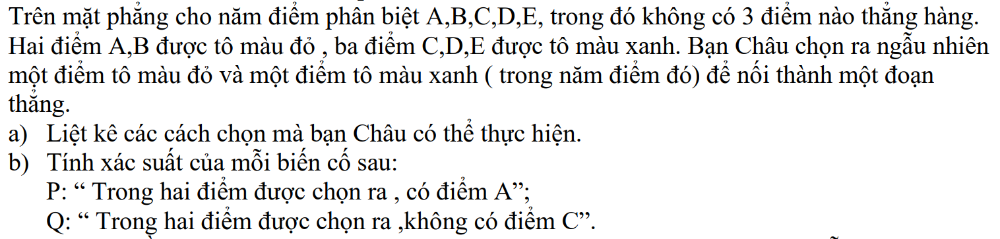 Trên mặt phẳng cho năm điểm phân biệt A,B,C,D,E, trong đó không có 3 điểm nào thẳng hàng.
Hai điểm A,B được tô màu đỏ , ba điểm C,D,E được tô màu xanh. Bạn Châu chọn ra ngẫu nhiên
một điểm tô màu đỏ và một điểm tô màu xanh ( trong năm điểm đó) để nối thành một đoạn
thẳng.
a) Liệt kê các cách chọn mà bạn Châu có thể thực hiện.
b) Tính xác suất của mỗi biến cố sau:
P: “ Trong hai điểm được chọn ra , có điểm A”;
Q: “ Trong hai điểm được chọn ra ,không có điểm C”.